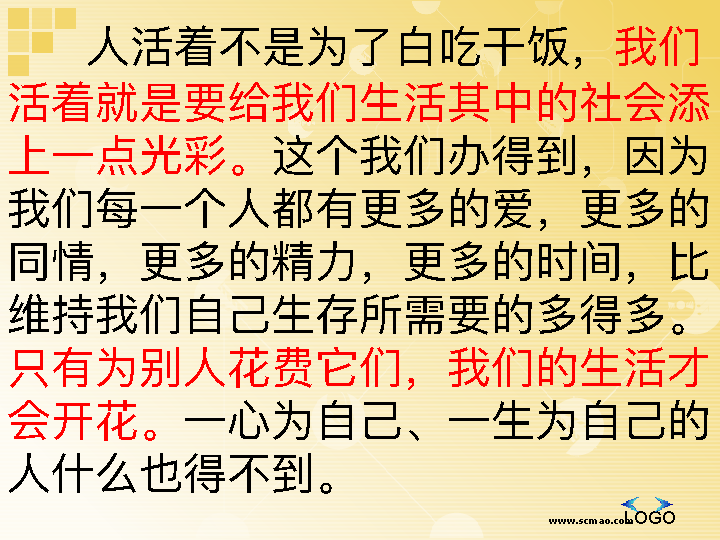 人活着不是为了白吃干饭，我们
活着就是要给我们生活其中的社会添
上一点光彩。这个我们办得到，因为
我们每一个人都有更多的爱，更多的
同情，更多的精力，更多的时间，比
维持我们自己生存所需要的多得多。
只有为别人花费它们，我们的生活才
会开花。一心为自己、一生为自己的
人什么也得不到。
www.scmao.com LOGO